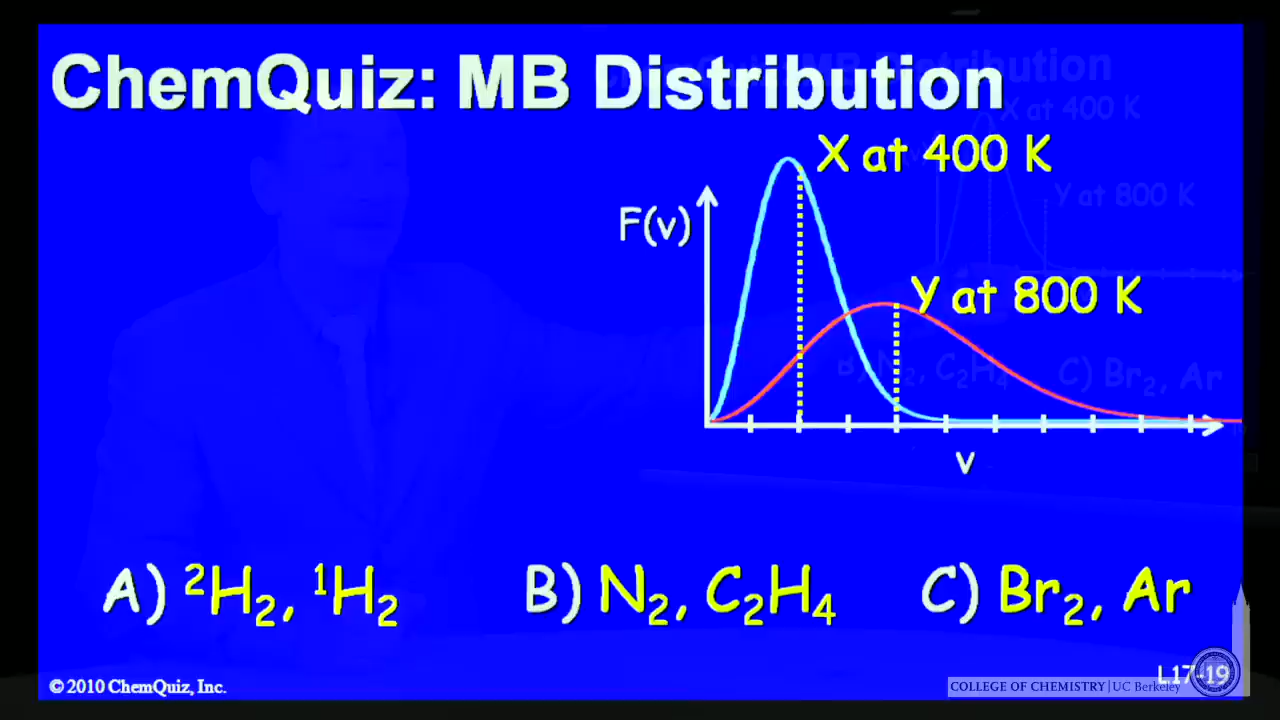 ChemQuiz: MB Distribution
X at 400 K
F(v)
Y at 800 K
v
A) ²H₂, ¹H₂
B) N₂, C₂H₄
C) Br₂, Ar
L17-19
© 2010 ChemQuiz, Inc.
COLLEGE OF CHEMISTRY | UC Berkeley